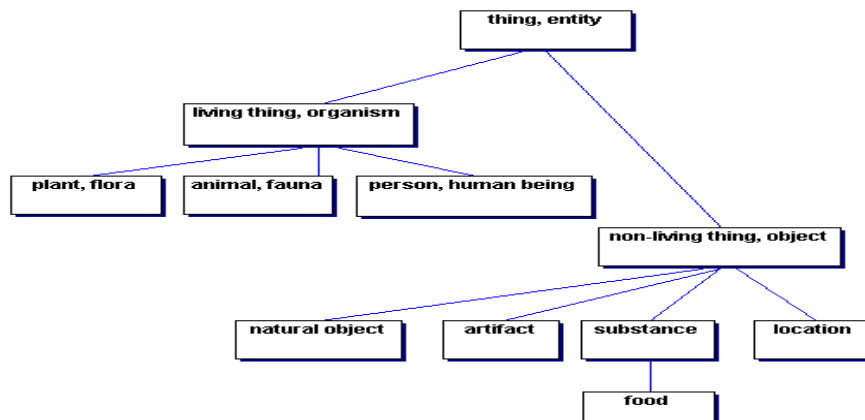 thing, entity
living thing, organism
plant, flora
animal, fauna
person, human being
non-living thing, object
natural object
artifact
substance
location
food